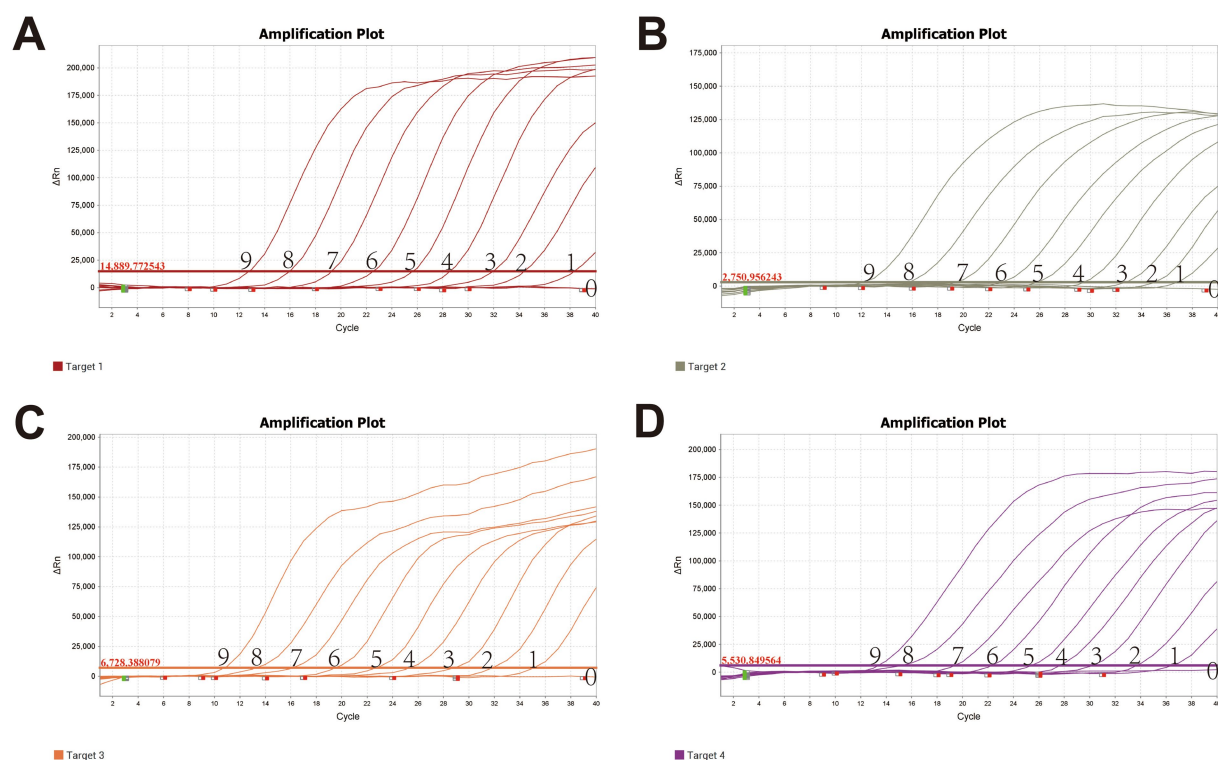 A
Amplification Plot
200,000
175,000
150,000
125,000
100,000
75,000
50,000
25,000
0
ΔRn
14,889.772543
9 8 7 6 5 4 3 2 1 0
2 4 6 8 10 12 14 16 18 20 22 24 26 28 30 32 34 36 38 40
Cycle
Target 1
B
Amplification Plot
175,000
150,000
125,000
100,000
75,000
50,000
25,000
0
ΔRn
2,750.956243
9 8 7 6 5 4 3 2 1 0
2 4 6 8 10 12 14 16 18 20 22 24 26 28 30 32 34 36 38 40
Cycle
Target 2
C
Amplification Plot
200,000
175,000
150,000
125,000
100,000
75,000
50,000
25,000
0
ΔRn
6,728.388079
9 8 7 6 5 4 3 2 1 0
2 4 6 8 10 12 14 16 18 20 22 24 26 28 30 32 34 36 38 40
Cycle
Target 3
D
Amplification Plot
200,000
175,000
150,000
125,000
100,000
75,000
50,000
25,000
0
ΔRn
5,530.849564
9 8 7 6 5 4 3 2 1 0
2 4 6 8 10 12 14 16 18 20 22 24 26 28 30 32 34 36 38 40
Cycle
Target 4